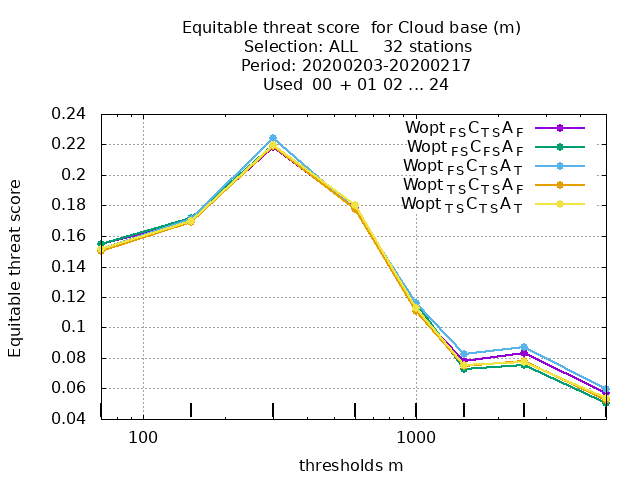 Equitable threat score  for Cloud base (m)
Selection: ALL     32 stations
Period: 20200203-20200217
Used  00 + 01 02 ... 24
Equitable threat score
0.24
0.22
0.2
0.18
0.16
0.14
0.12
0.1
0.08
0.06
0.04
Wopt FS C TS A F
Wopt FS C FS A F
Wopt FS C TS A T
Wopt TS C TS A F
Wopt TS C TS A T
100
1000
thresholds m